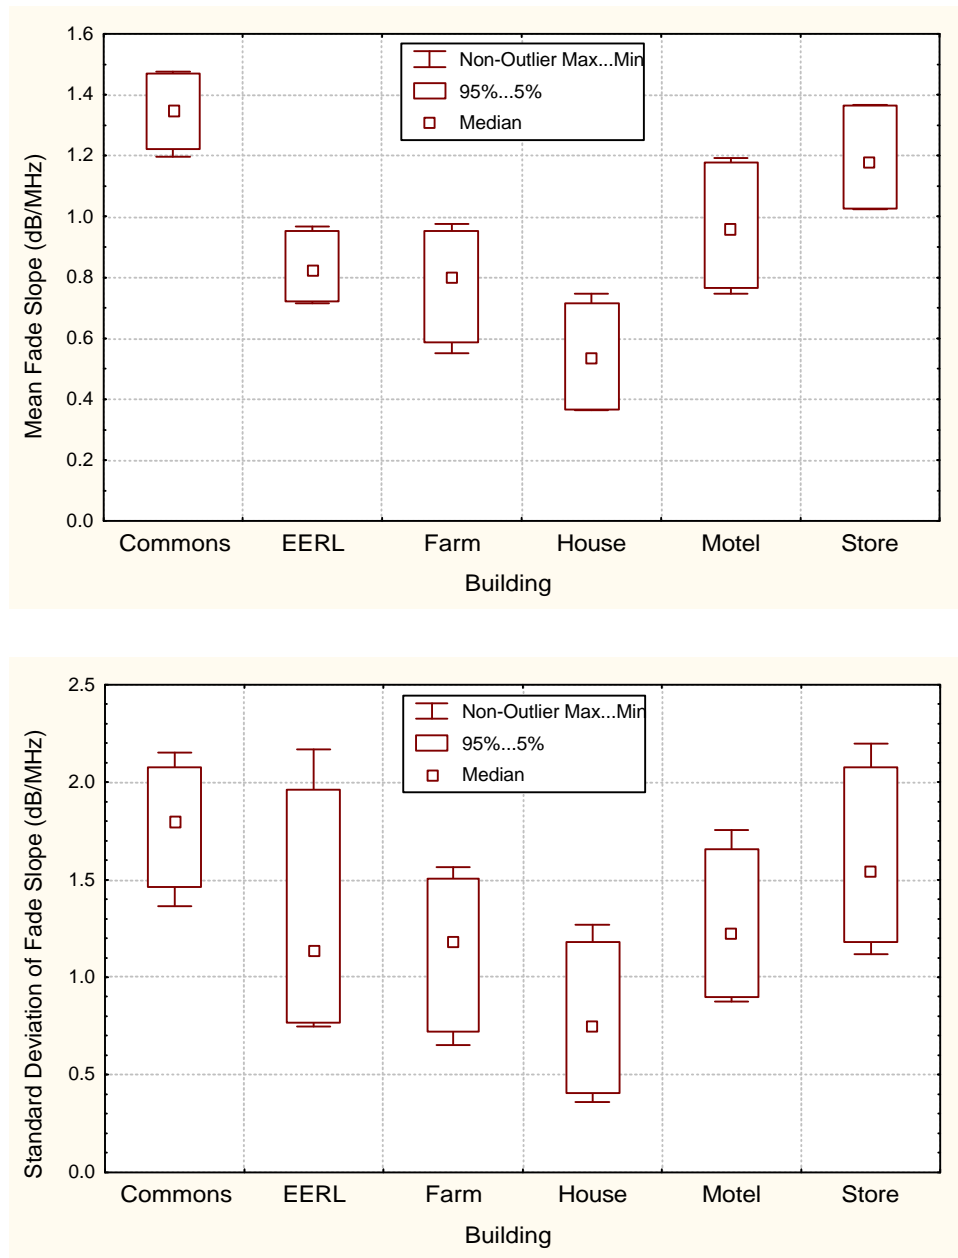 Mean Fade Slope (dB/MHz)
1.6
1.4
1.2
1.0
0.8
0.6
0.4
0.2
0.0
Non-Outlier Max...Min
95%...5%
Median
Commons EERL Farm House Motel Store
Building
Standard Deviation of Fade Slope (dB/MHz)
2.5
2.0
1.5
1.0
0.5
0.0
Non-Outlier Max...Min
95%...5%
Median
Commons EERL Farm House Motel Store
Building